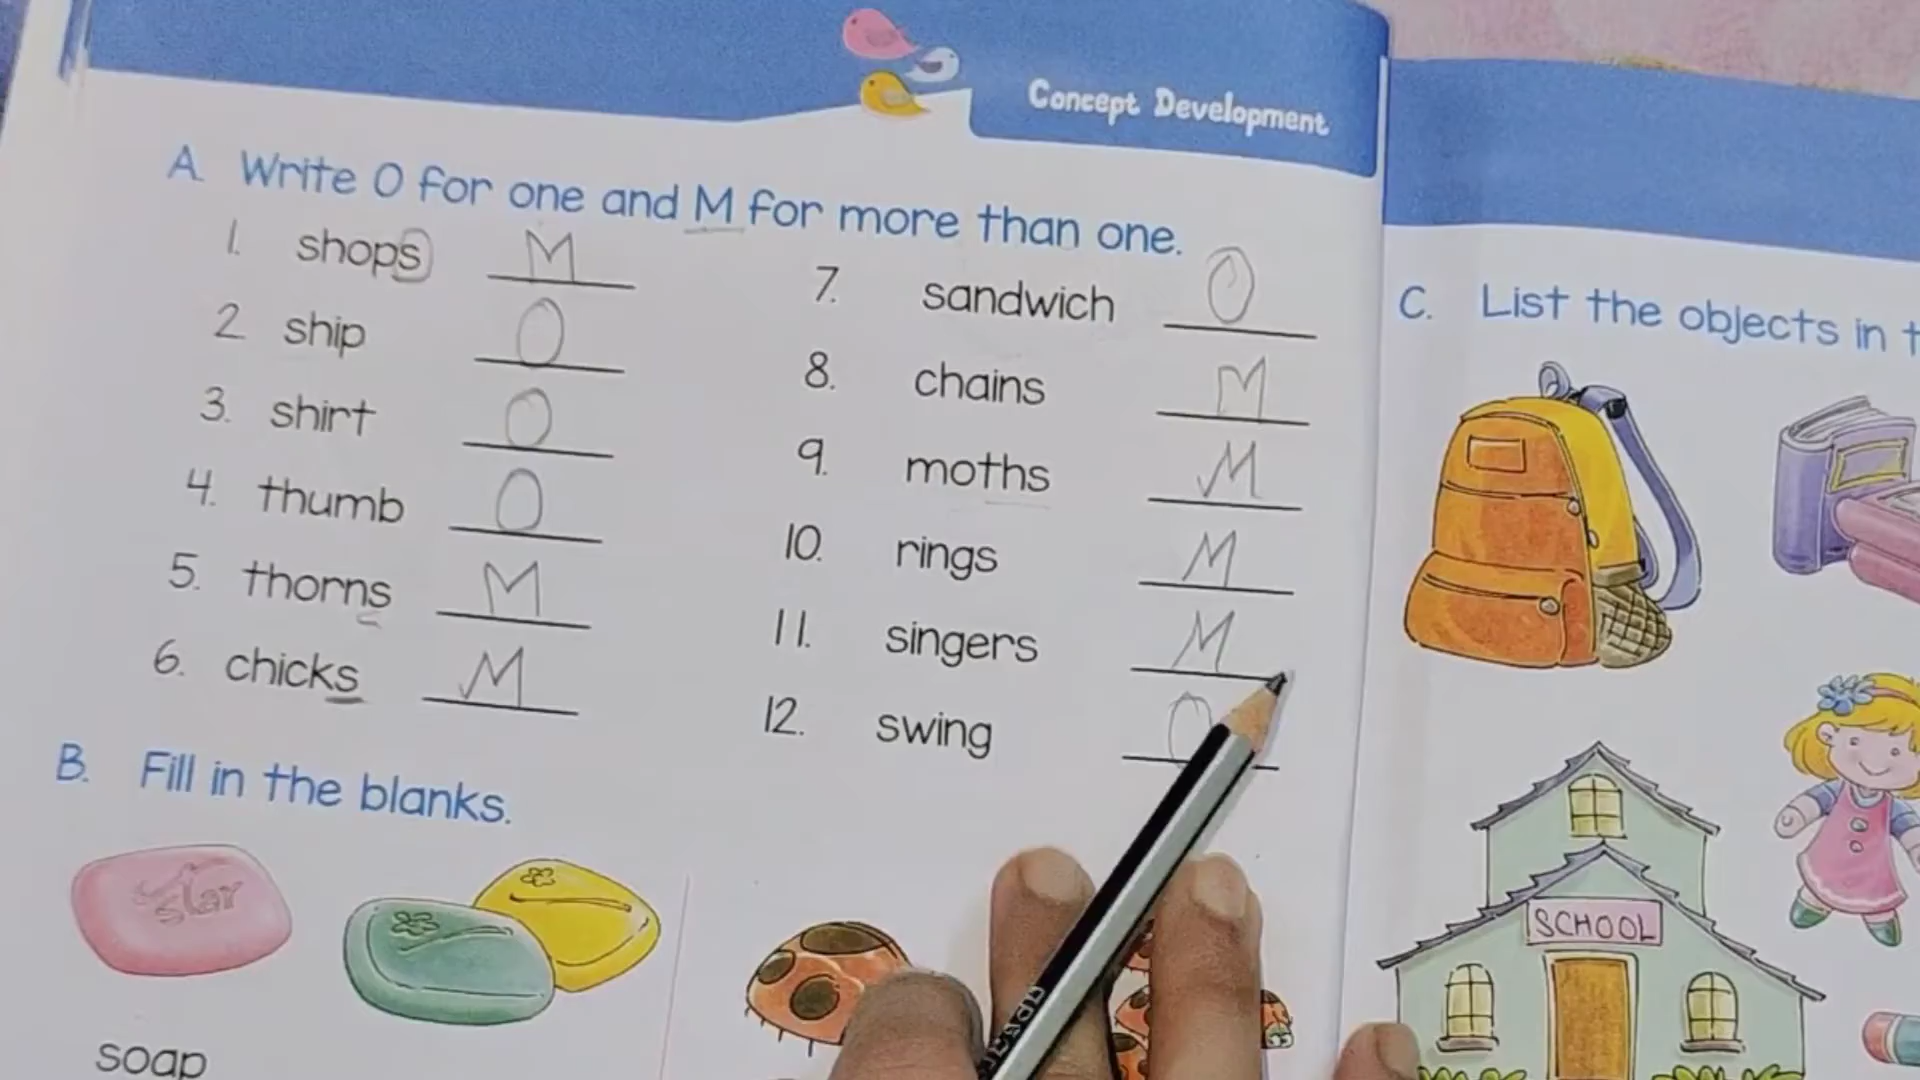 Concept Development
A. Write O for one and M for more than one.
1. shops M
2. ship O
3. shirt O
4. thumb O
5. thorns M
6. chicks M
7. sandwich O
8. chains M
9. moths M
10. rings M
11. singers M
12. swing O
B. Fill in the blanks.
Star
soap
C. List the objects in
SCHOOL